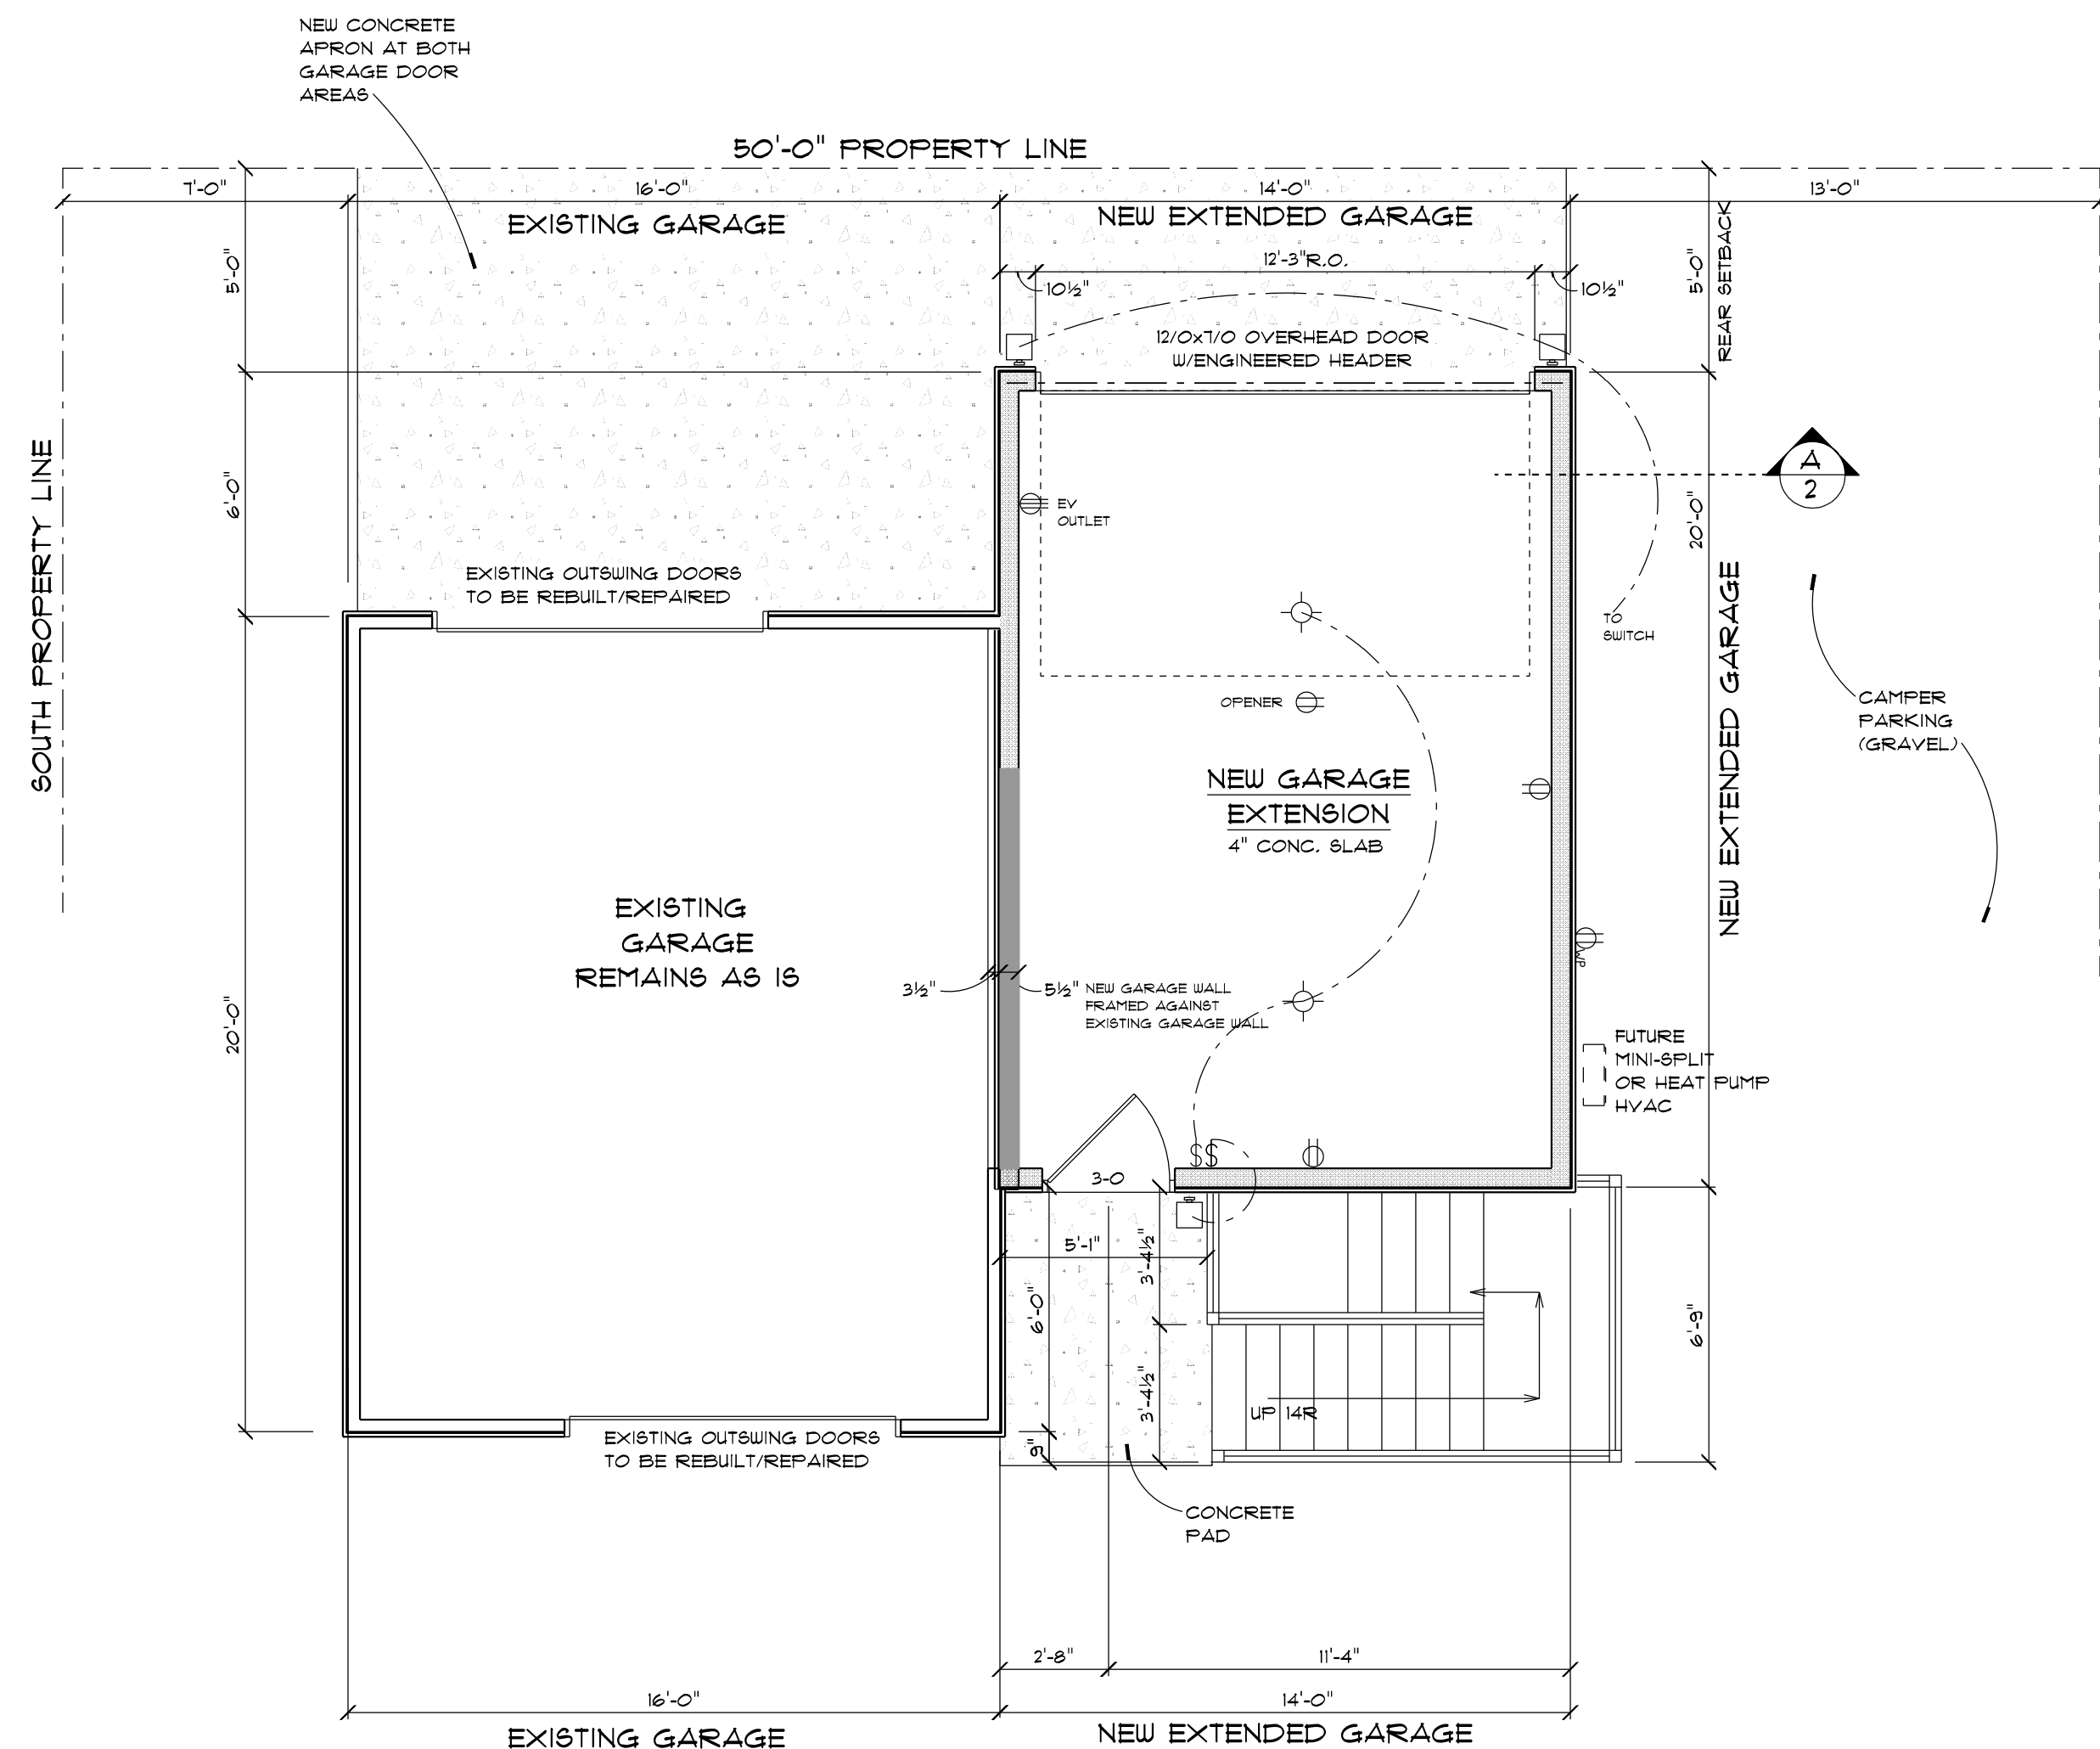 NEW CONCRETE
APRON AT BOTH
GARAGE DOOR
AREAS
50'-0" PROPERTY LINE
7'-0"
16'-0"
14'-0"
13'-0"
EXISTING GARAGE
NEW EXTENDED GARAGE
12'-3"R.O.
10½"
10½"
5'-0"
5'-0"
REAR SETBACK
12/0x7/0 OVERHEAD DOOR
W/ENGINEERED HEADER
SOUTH PROPERTY LINE
6'-0"
EV
OUTLET
A
2
20'-0"
NEW EXTENDED GARAGE
EXISTING OUTSWING DOORS
TO BE REBUILT/REPAIRED
TO
SWITCH
OPENER
CAMPER
PARKING
(GRAVEL)
NEW GARAGE
EXTENSION
4" CONC. SLAB
EXISTING
GARAGE
REMAINS AS IS
3½"
5½"
NEW GARAGE WALL
FRAMED AGAINST
EXISTING GARAGE WALL
WP
20'-0"
FUTURE
MINI-SPLIT
OR HEAT PUMP
HVAC
$$
3-0
5'-1"
3'-4½"
6'-0"
6'-9"
3'-4½"
UP 14R
9"
EXISTING OUTSWING DOORS
TO BE REBUILT/REPAIRED
CONCRETE
PAD
2'-8"
11'-4"
16'-0"
14'-0"
EXISTING GARAGE
NEW EXTENDED GARAGE